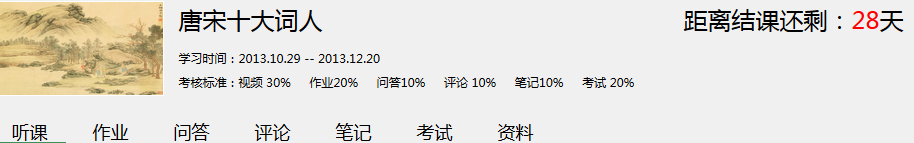 唐宋十大词人
距离结课还剩：28天
学习时间：2013.10.29 -- 2013.12.20
考核标准：视频 30% 作业20% 问答10% 评论 10% 笔记10% 考试 20%
听课 作业 问答 评论 笔记 考试 资料